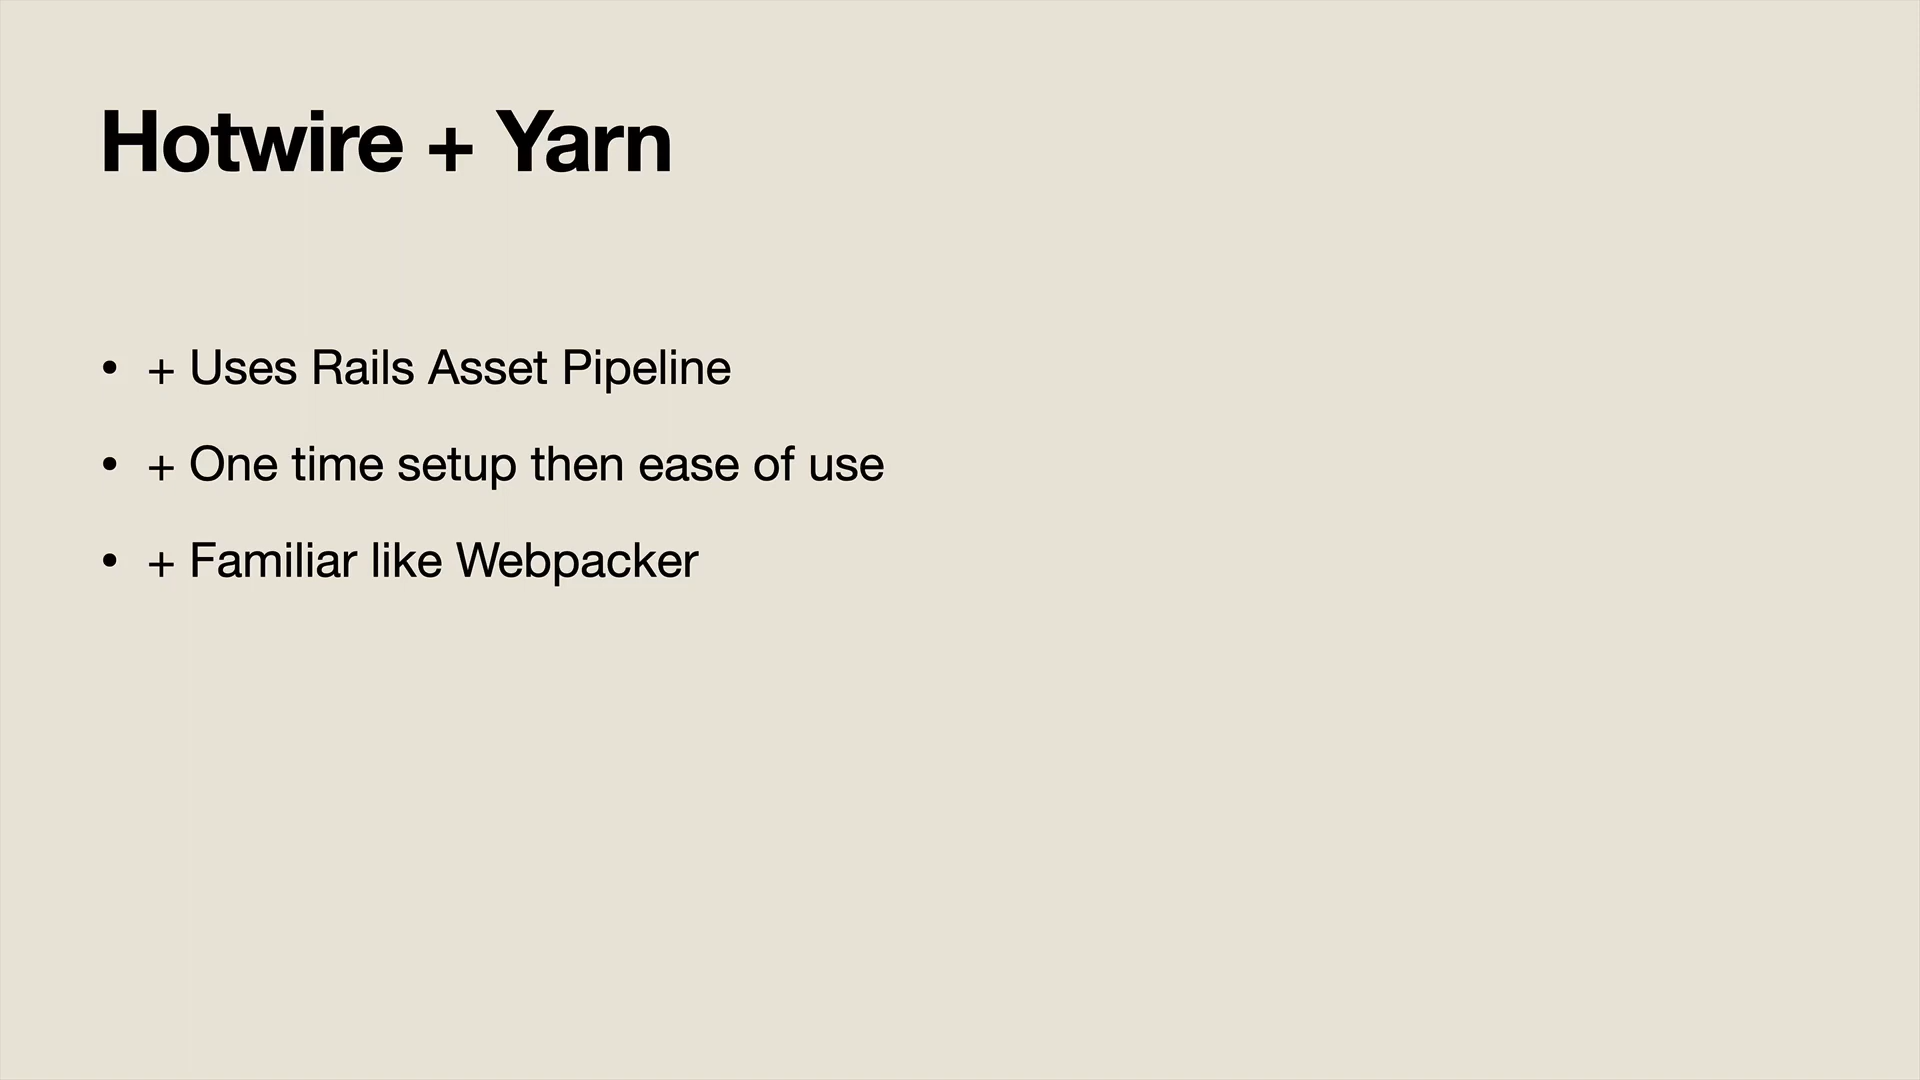 Hotwire + Yarn
• + Uses Rails Asset Pipeline
• + One time setup then ease of use
• + Familiar like Webpacker